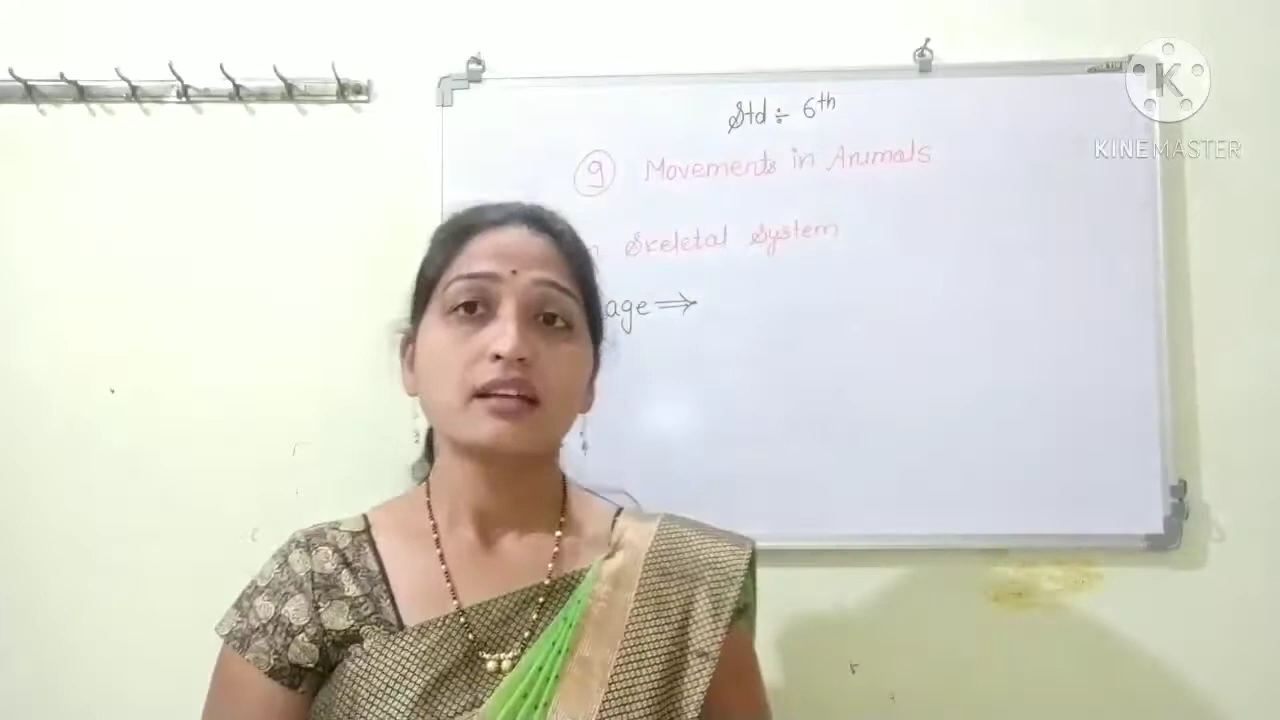 Std ÷ 6th
9 Movements in Animals
Skeletal System
age ⇒
K
KINEMASTER